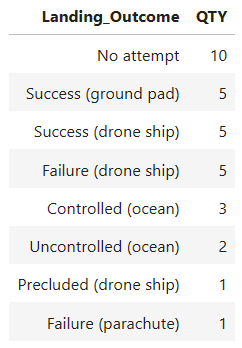 Landing_Outcome QTY
No attempt 10
Success (ground pad) 5
Success (drone ship) 5
Failure (drone ship) 5
Controlled (ocean) 3
Uncontrolled (ocean) 2
Precluded (drone ship) 1
Failure (parachute) 1